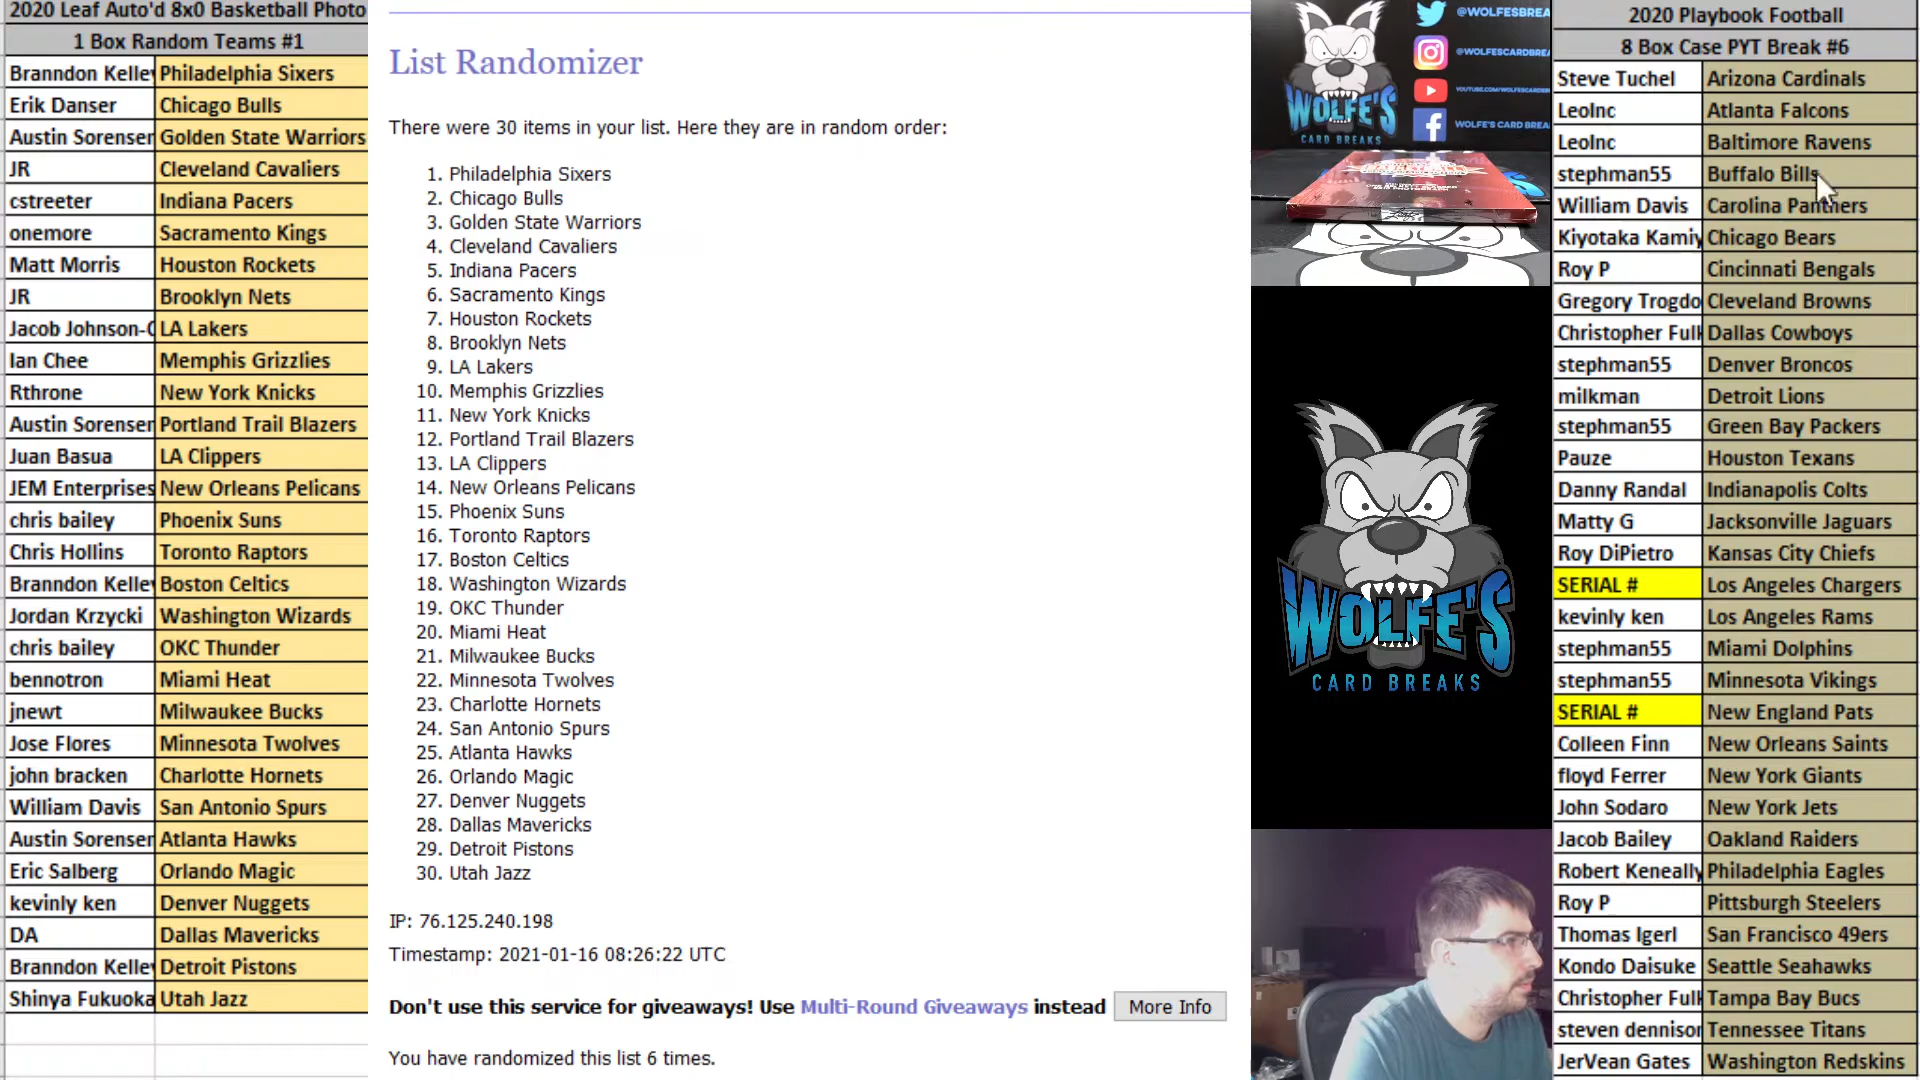 2020 Leaf Auto'd 8x0 Basketball Photo
1 Box Random Teams #1
Branndon Kelley Philadelphia Sixers
Erik Danser Chicago Bulls
Austin Sorensen Golden State Warriors
JR Cleveland Cavaliers
cstreeter Indiana Pacers
onemore Sacramento Kings
Matt Morris Houston Rockets
JR Brooklyn Nets
Jacob Johnson- LA Lakers
Ian Chee Memphis Grizzlies
Rthrone New York Knicks
Austin Sorensen Portland Trail Blazers
Juan Basua LA Clippers
JEM Enterprises New Orleans Pelicans
chris bailey Phoenix Suns
Chris Hollins Toronto Raptors
Branndon Kelley Boston Celtics
Jordan Krzycki Washington Wizards
chris bailey OKC Thunder
bennotron Miami Heat
jnewt Milwaukee Bucks
Jose Flores Minnesota Twolves
john bracken Charlotte Hornets
William Davis San Antonio Spurs
Austin Sorensen Atlanta Hawks
Eric Salberg Orlando Magic
kevinly ken Denver Nuggets
DA Dallas Mavericks
Branndon Kelley Detroit Pistons
Shinya Fukuoka Utah Jazz
List Randomizer
There were 30 items in your list. Here they are in random order:
1. Philadelphia Sixers
2. Chicago Bulls
3. Golden State Warriors
4. Cleveland Cavaliers
5. Indiana Pacers
6. Sacramento Kings
7. Houston Rockets
8. Brooklyn Nets
9. LA Lakers
10. Memphis Grizzlies
11. New York Knicks
12. Portland Trail Blazers
13. LA Clippers
14. New Orleans Pelicans
15. Phoenix Suns
16. Toronto Raptors
17. Boston Celtics
18. Washington Wizards
19. OKC Thunder
20. Miami Heat
21. Milwaukee Bucks
22. Minnesota Twolves
23. Charlotte Hornets
24. San Antonio Spurs
25. Atlanta Hawks
26. Orlando Magic
27. Denver Nuggets
28. Dallas Mavericks
29. Detroit Pistons
30. Utah Jazz
IP: 76.125.240.198
Timestamp: 2021-01-16 08:26:22 UTC
Don't use this service for giveaways! Use Multi-Round Giveaways instead More Info
You have randomized this list 6 times.
@WOLFESBREA
@WOLFESCARDBREA
YOUTUBE.COM/WOLFESCARDBR
WOLFE'S CARD BREA
WOLFE'S
CARD BREAKS
WOLFE'S
CARD BREAKS
2020 Playbook Football
8 Box Case PYT Break #6
Steve Tuchel Arizona Cardinals
LeoInc Atlanta Falcons
LeoInc Baltimore Ravens
stephman55 Buffalo Bills
William Davis Carolina Panthers
Kiyotaka Kamiy Chicago Bears
Roy P Cincinnati Bengals
Gregory Trogdo Cleveland Browns
Christopher Fulk Dallas Cowboys
stephman55 Denver Broncos
milkman Detroit Lions
stephman55 Green Bay Packers
Pauze Houston Texans
Danny Randal Indianapolis Colts
Matty G Jacksonville Jaguars
Roy DiPietro Kansas City Chiefs
SERIAL # Los Angeles Chargers
kevinly ken Los Angeles Rams
stephman55 Miami Dolphins
stephman55 Minnesota Vikings
SERIAL # New England Pats
Colleen Finn New Orleans Saints
floyd Ferrer New York Giants
John Sodaro New York Jets
Jacob Bailey Oakland Raiders
Robert Keneally Philadelphia Eagles
Roy P Pittsburgh Steelers
Thomas Igerl San Francisco 49ers
Kondo Daisuke Seattle Seahawks
Christopher Fulk Tampa Bay Bucs
steven dennison Tennessee Titans
JerVean Gates Washington Redskins